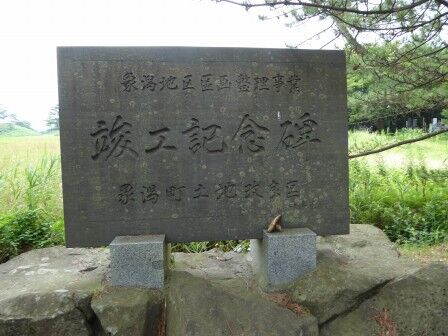 象潟地区区画整理事業
竣工記念碑
象潟町土地改良区